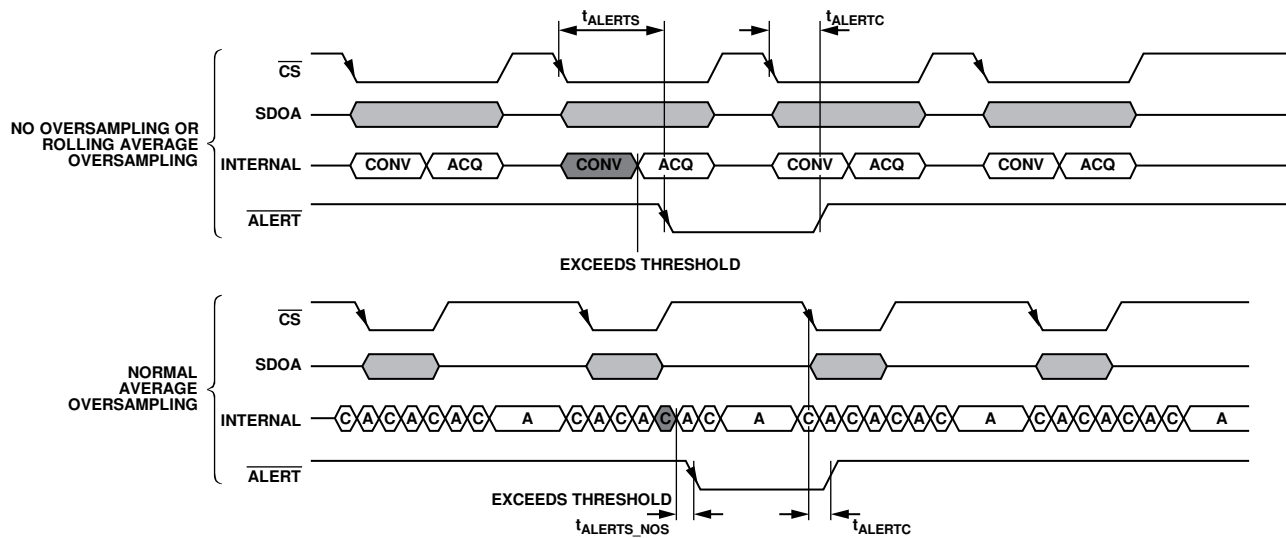 tALERTS
tALERTC
CS
SDOA
NO OVERSAMPLING OR
ROLLING AVERAGE
OVERSAMPLING
INTERNAL
CONV ACQ CONV ACQ CONV ACQ CONV ACQ
ALERT
EXCEEDS THRESHOLD
CS
SDOA
NORMAL
AVERAGE
OVERSAMPLING
INTERNAL
C A C A C A C A C A C A C A C A C A C A C A C A C A C A C A C A
ALERT
EXCEEDS THRESHOLD
tALERTS_NOS
tALERTC